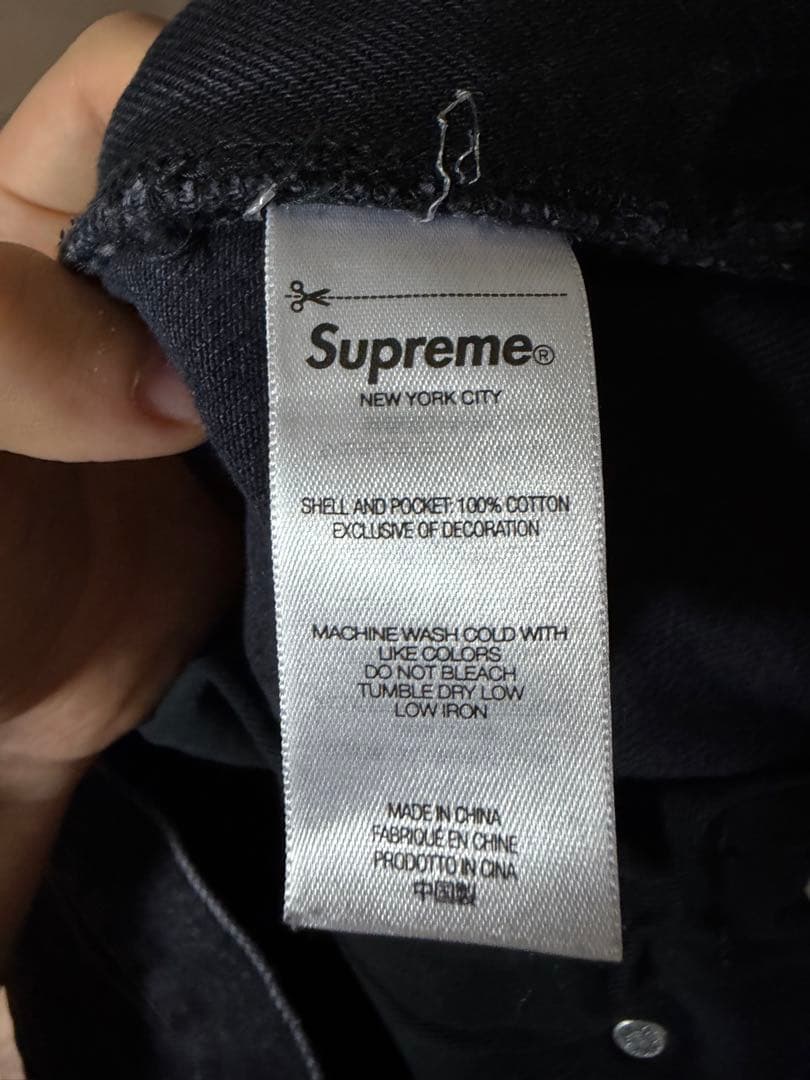 Supreme®
NEW YORK CITY
SHELL AND POCKET: 100% COTTON
EXCLUSIVE OF DECORATION
MACHINE WASH COLD WITH
LIKE COLORS
DO NOT BLEACH
TUMBLE DRY LOW
LOW IRON
MADE IN CHINA
FABRIQUÉ EN CHINE
PRODOTTO IN CINA
中国製